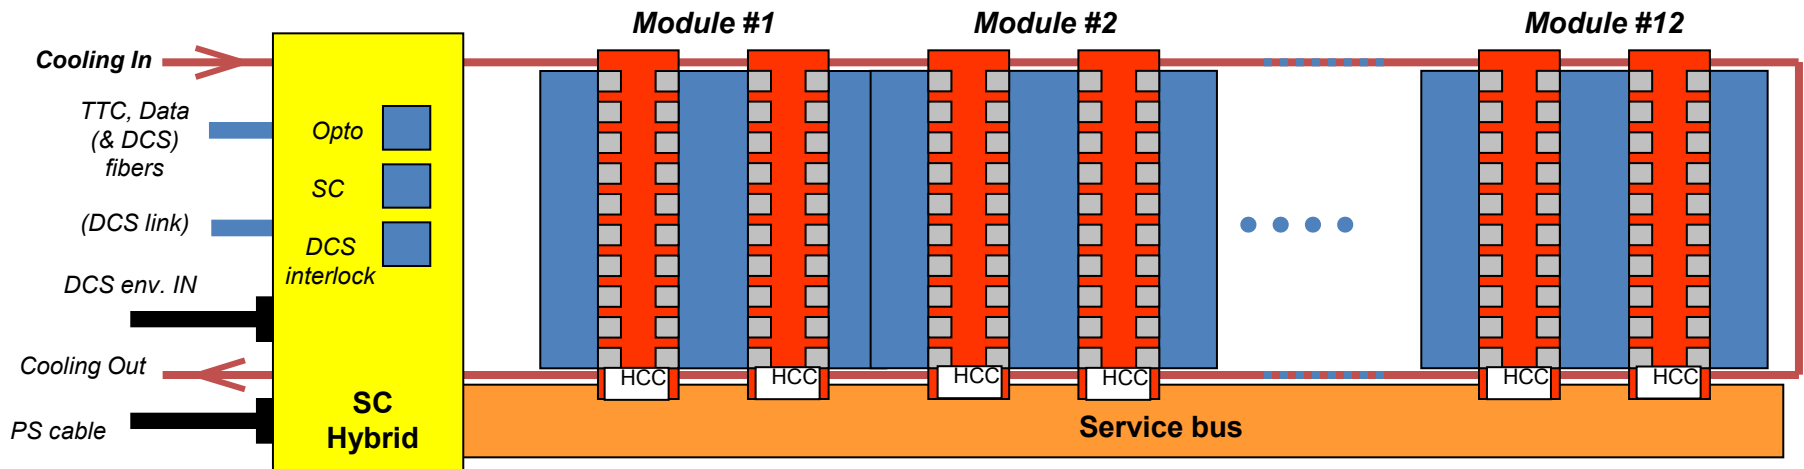 Module #1
Module #2
Module #12
Cooling In
TTC, Data
(& DCS)
fibers
(DCS link)
DCS env. IN
Cooling Out
PS cable
Opto
SC
DCS
interlock
SC
Hybrid
HCC
HCC
HCC
HCC
HCC
HCC
Service bus